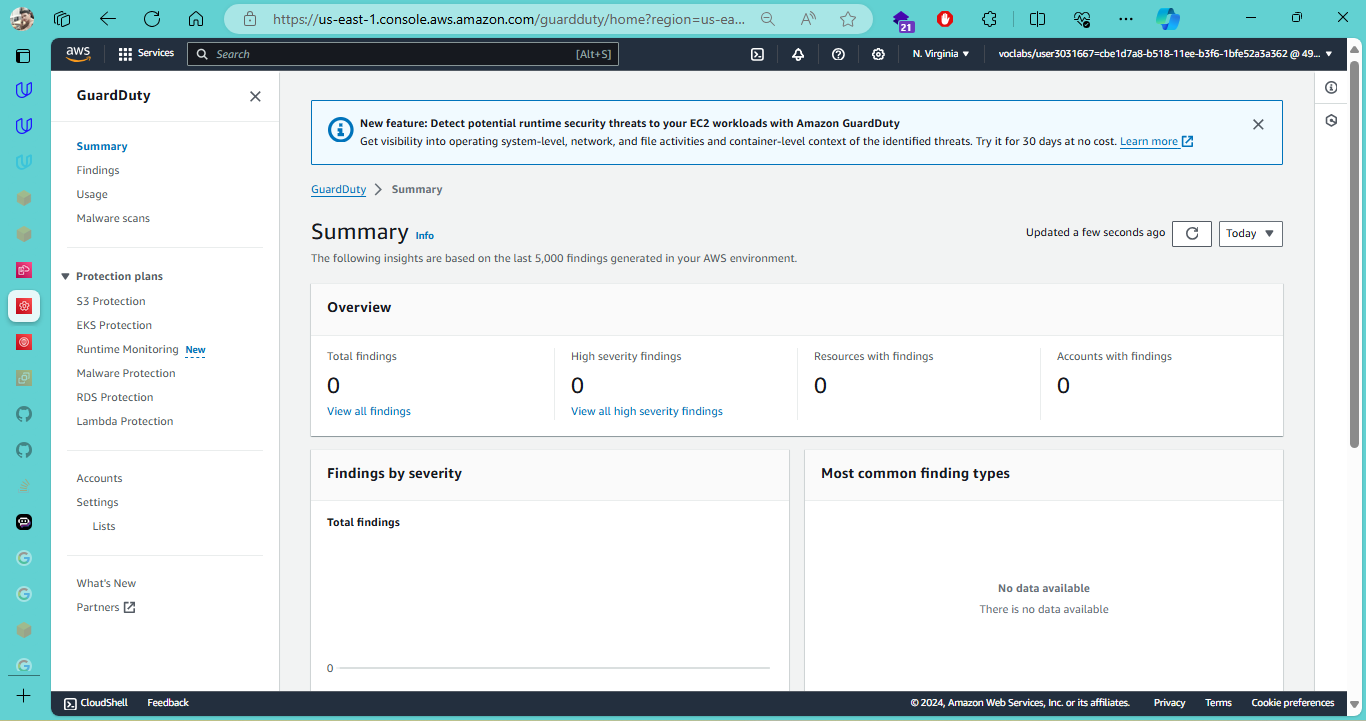 https://us-east-1.console.aws.amazon.com/guardduty/home?region=us-ea...
21
aws
Services
Search
[Alt+S]
N. Virginia
voclabs/user3031667=cbe1d7a8-b518-11ee-b3f6-1bfe52a3a362 @ 49...
GuardDuty
Summary
Findings
Usage
Malware scans
Protection plans
S3 Protection
EKS Protection
Runtime Monitoring New
Malware Protection
RDS Protection
Lambda Protection
Accounts
Settings
Lists
What's New
Partners
New feature: Detect potential runtime security threats to your EC2 workloads with Amazon GuardDuty
Get visibility into operating system-level, network, and file activities and container-level context of the identified threats. Try it for 30 days at no cost. Learn more
GuardDuty > Summary
Summary Info
Updated a few seconds ago
Today
The following insights are based on the last 5,000 findings generated in your AWS environment.
Overview
Total findings
0
View all findings
High severity findings
0
View all high severity findings
Resources with findings
0
Accounts with findings
0
Findings by severity
Total findings
0
Most common finding types
No data available
There is no data available
CloudShell
Feedback
© 2024, Amazon Web Services, Inc. or its affiliates.
Privacy
Terms
Cookie preferences